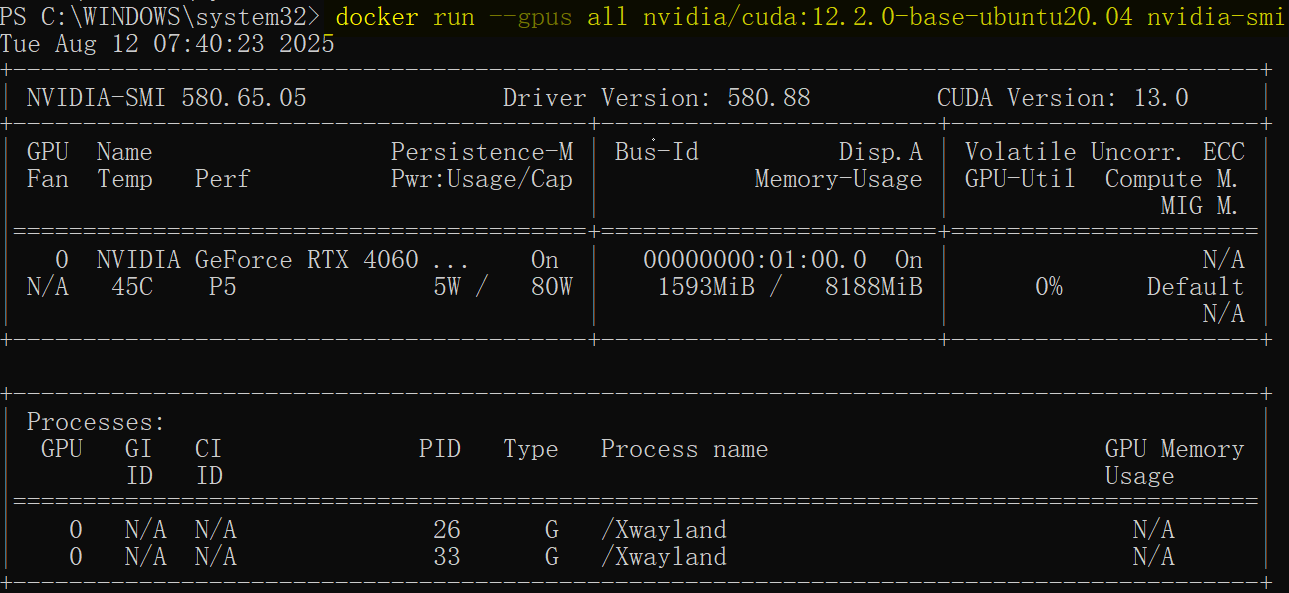 PS C:\WINDOWS\system32> docker run --gpus all nvidia/cuda:12.2.0-base-ubuntu20.04 nvidia-smi
Tue Aug 12 07:40:23 2025
+-----------------------------------------------------------------------------------------+
| NVIDIA-SMI 580.65.05              Driver Version: 580.88         CUDA Version: 13.0     |
+-----------------------------------------+------------------------+----------------------+
| GPU  Name                 Persistence-M | Bus-Id          Disp.A | Volatile Uncorr. ECC |
| Fan  Temp   Perf          Pwr:Usage/Cap |           Memory-Usage | GPU-Util  Compute M. |
|                                         |                        |               MIG M. |
|=========================================+========================+======================|
|   0  NVIDIA GeForce RTX 4060 ...    On  |   00000000:01:00.0  On |                  N/A |
| N/A   45C    P5                5W /   80W |    1593MiB /   8188MiB |      0%      Default |
|                                         |                        |                  N/A |
+-----------------------------------------+------------------------+----------------------+
+-----------------------------------------------------------------------------------------+
| Processes:                                                                              |
|  GPU   GI   CI              PID   Type   Process name                        GPU Memory |
|        ID   ID                                                               Usage      |
|=========================================================================================|
|    0   N/A  N/A              26      G   /Xwayland                             N/A      |
|    0   N/A  N/A              33      G   /Xwayland                             N/A      |
+-----------------------------------------------------------------------------------------+